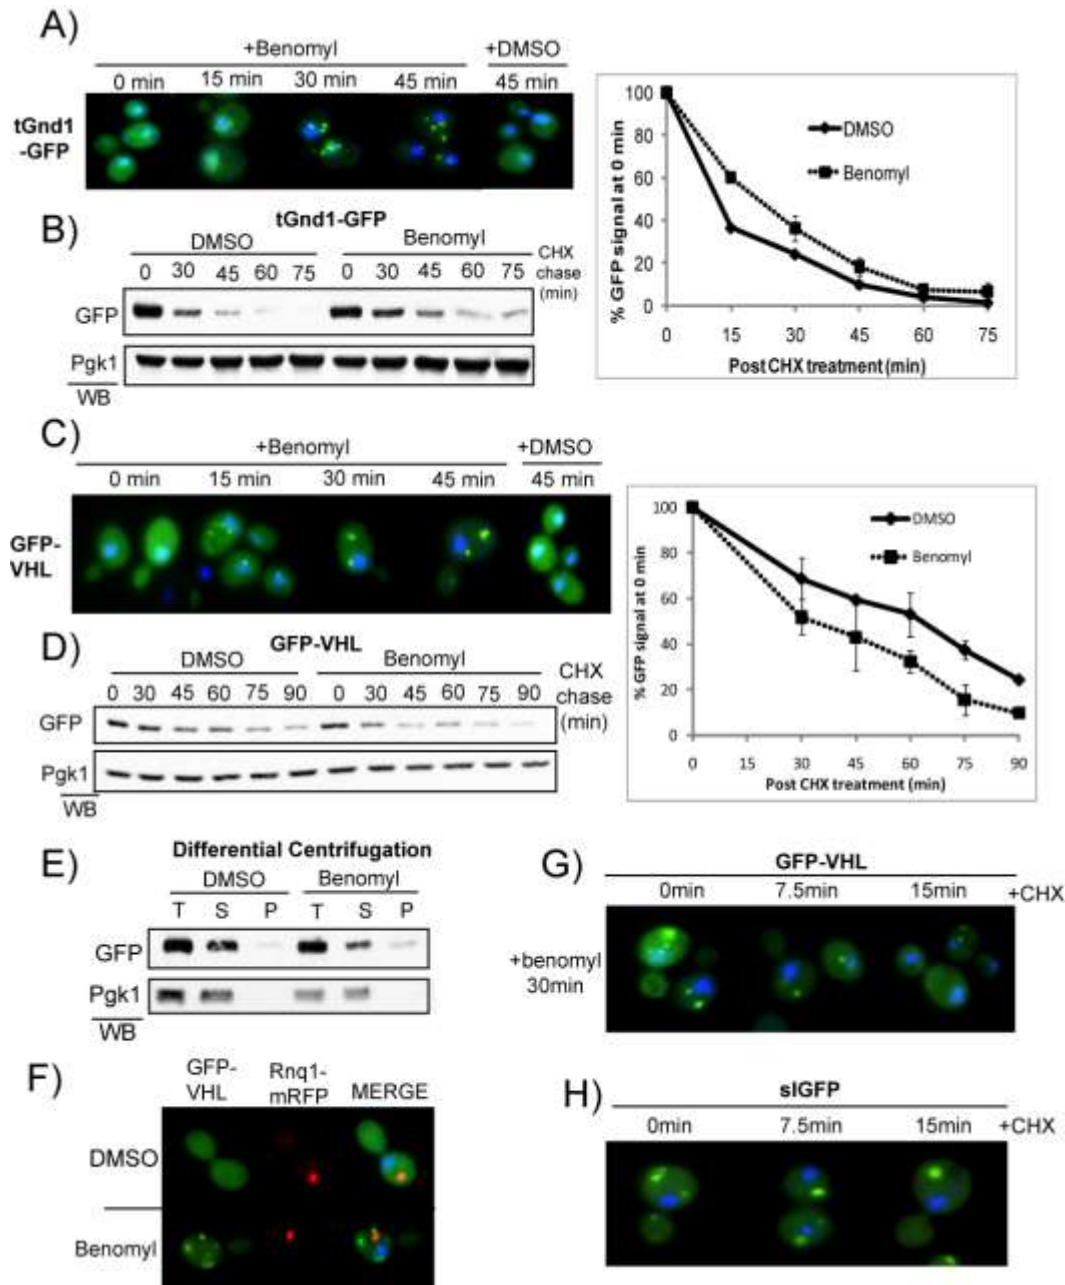 A)
+Benomyl +DMSO
0 min 15 min 30 min 45 min 45 min
tGnd1
-GFP
% GFP signal at 0 min
100
80
60
40
20
0
DMSO
Benomyl
0 15 30 45 60 75
Post CHX treatment (min)
B)
tGnd1-GFP
DMSO Benomyl
0 30 45 60 75 0 30 45 60 75
CHX
chase
(min)
GFP
Pgk1
WB
C)
+Benomyl +DMSO
0 min 15 min 30 min 45 min 45 min
GFP-
VHL
% GFP signal at 0 min
100
80
60
40
20
0
DMSO
Benomyl
0 15 30 45 60 75 90
Post CHX treatment (min)
D)
GFP-VHL
DMSO Benomyl
0 30 45 60 75 90 0 30 45 60 75 90
CHX
chase
(min)
GFP
Pgk1
WB
E)
Differential Centrifugation
DMSO Benomyl
T S P T S P
GFP
Pgk1
WB
F)
GFP-
VHL
Rnq1-
mRFP
MERGE
DMSO
Benomyl
G)
GFP-VHL
0min 7.5min 15min +CHX
+benomyl
30min
H)
slGFP
0min 7.5min 15min +CHX